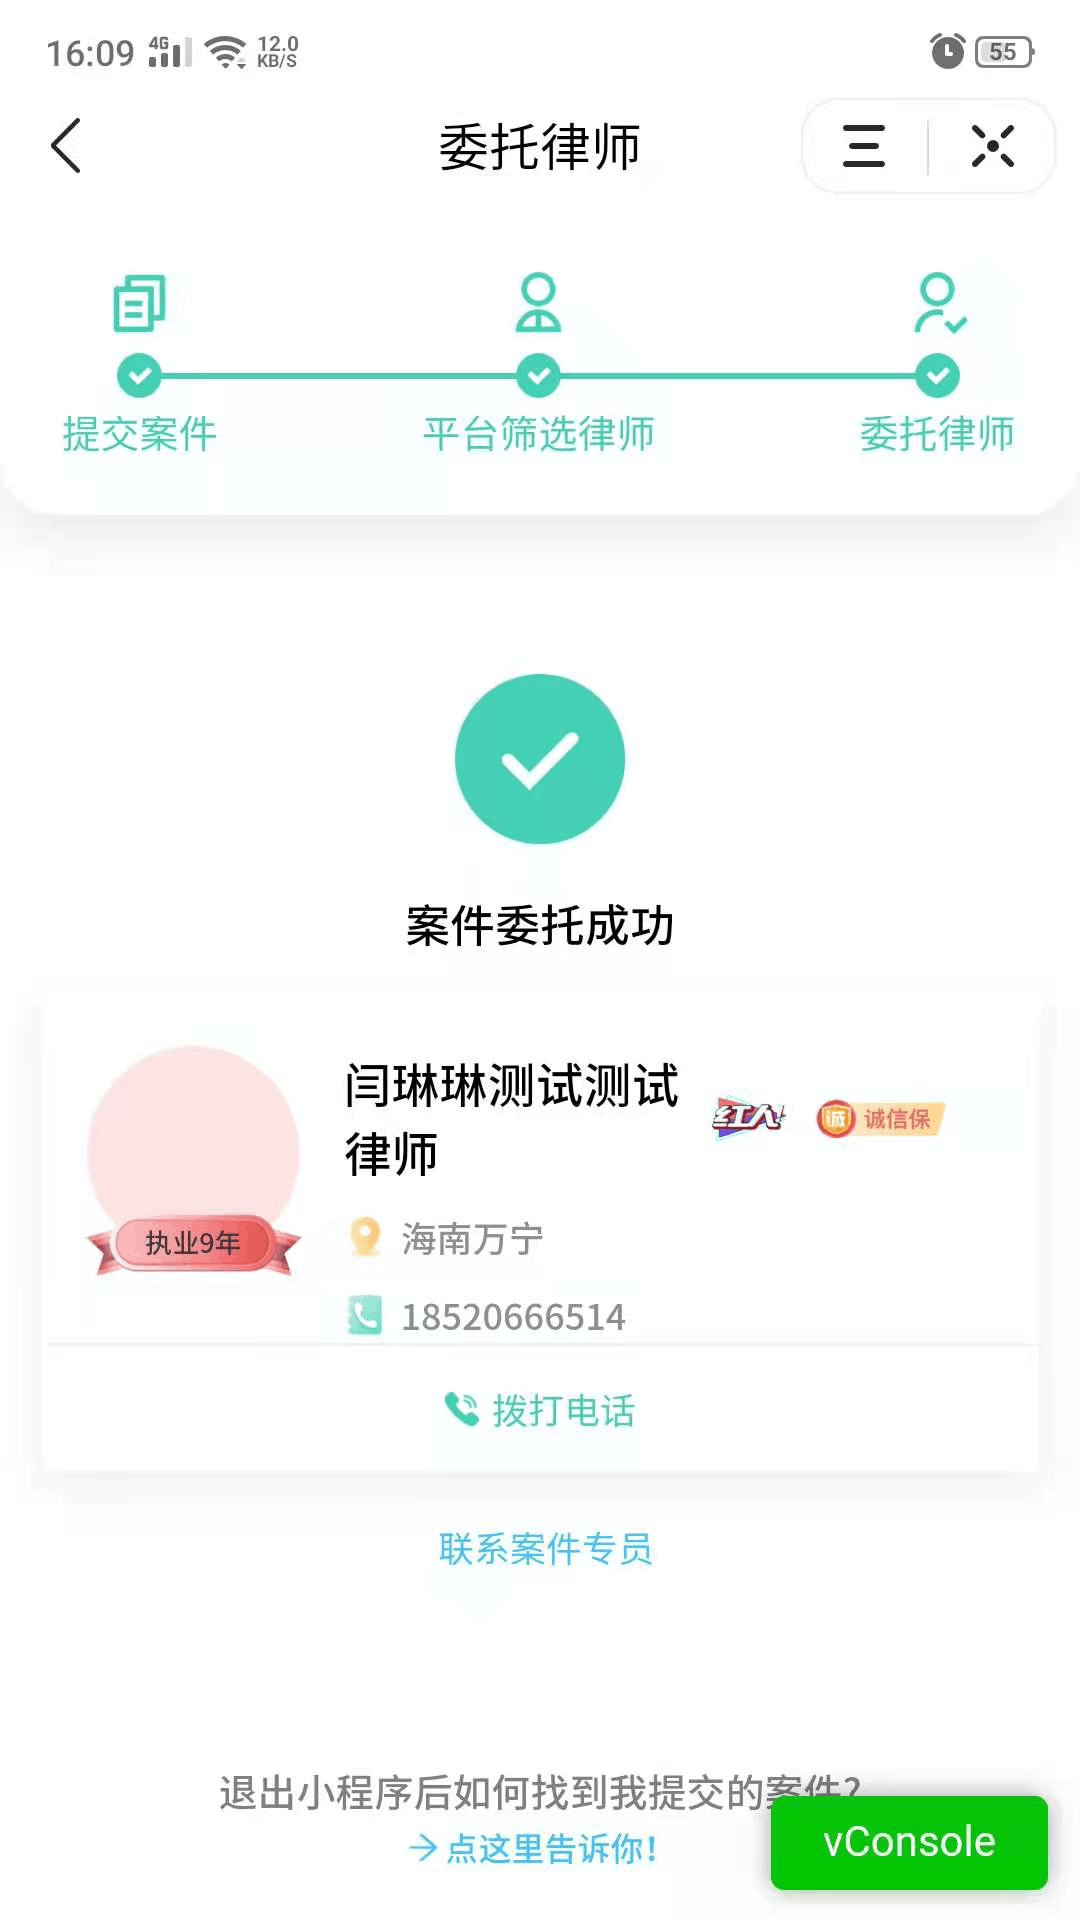 16:09 4G 12.0 KB/S 55
委托律师
提交案件 平台筛选律师 委托律师
案件委托成功
闫琳琳测试测试
律师
红人! 诚 诚信保
执业9年
海南万宁
18520666514
拨打电话
联系案件专员
退出小程序后如何找到我提交的案件?
→点这里告诉你!
vConsole